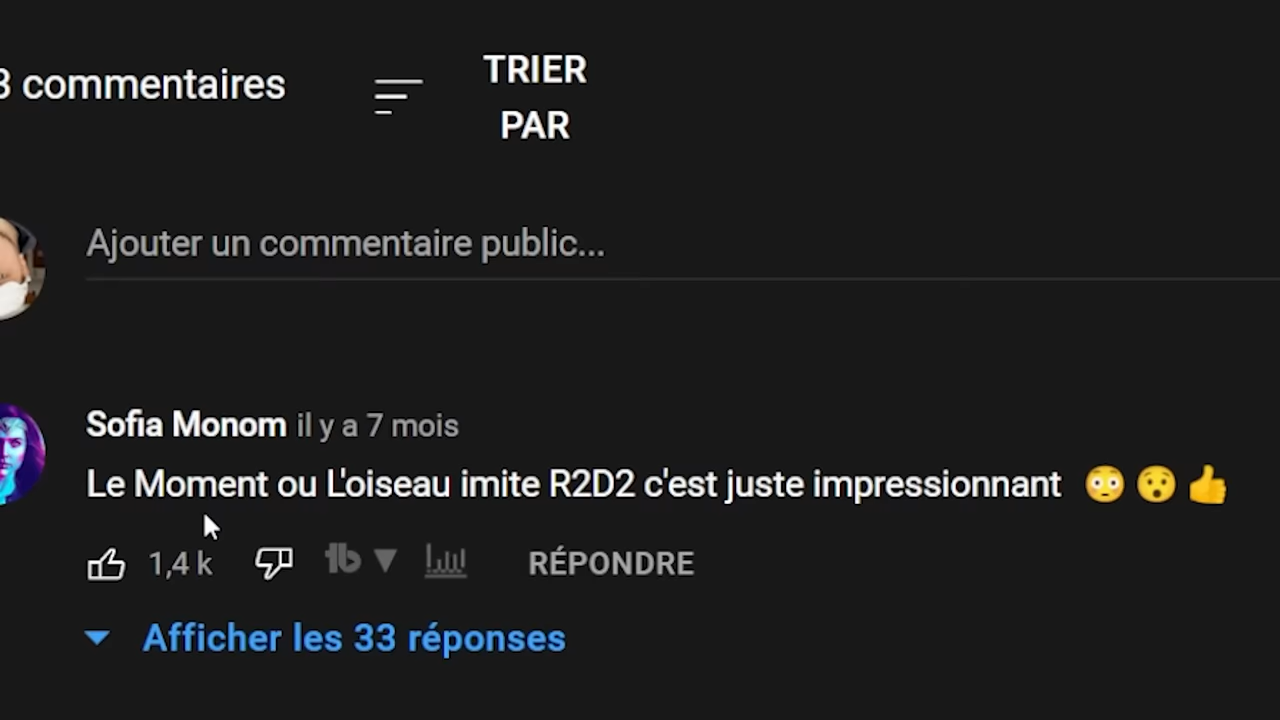 3 commentaires
TRIER
PAR
Ajouter un commentaire public...
Sofia Monom il y a 7 mois
Le Moment ou L'oiseau imite R2D2 c'est juste impressionnant 😳 😯 👍
1,4 k tb RÉPONDRE
Afficher les 33 réponses